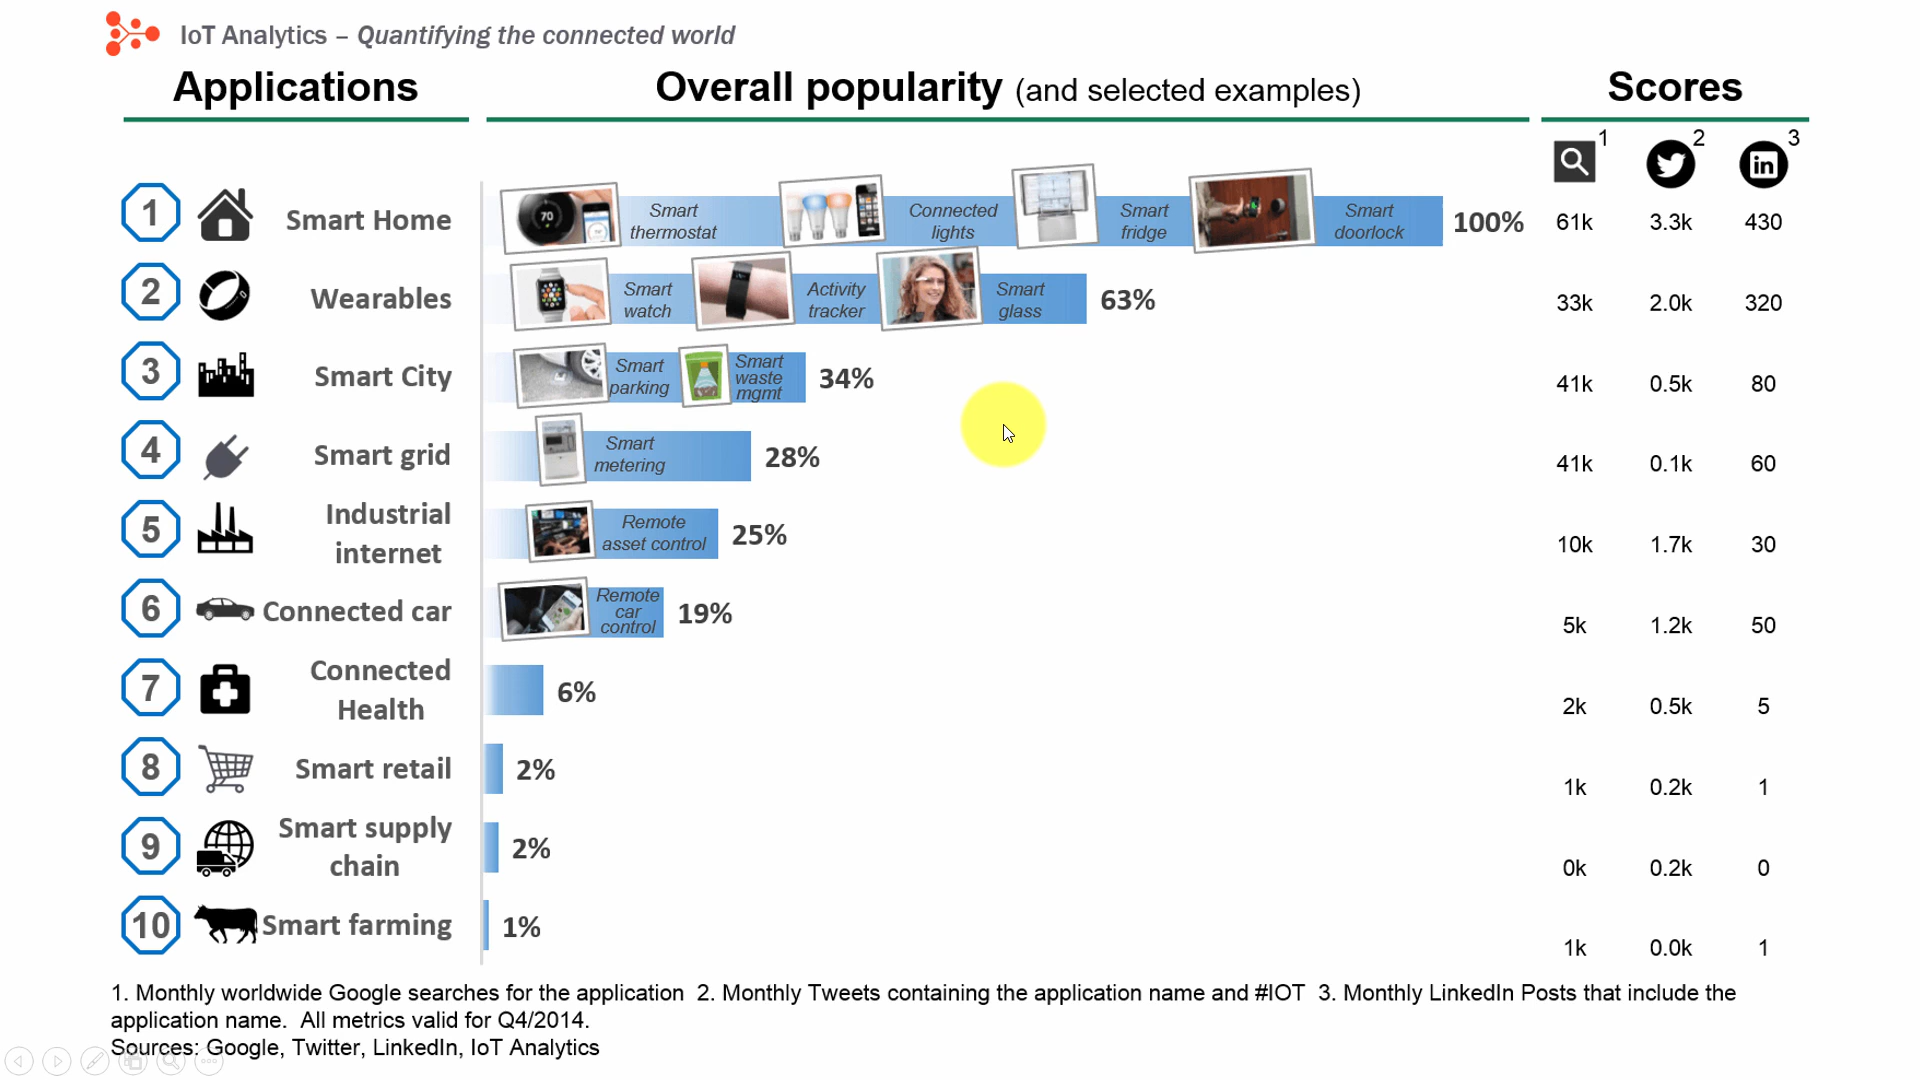 IoT Analytics – Quantifying the connected world
Applications
Overall popularity (and selected examples)
Scores
1
2
3
1
Smart Home
70
Smart
thermostat
Connected
lights
Smart
fridge
Smart
doorlock
100%
61k
3.3k
430
2
Wearables
Smart
watch
Activity
tracker
Smart
glass
63%
33k
2.0k
320
3
Smart City
Smart
parking
Smart
waste
mgmt
34%
41k
0.5k
80
4
Smart grid
Smart
metering
28%
41k
0.1k
60
5
Industrial
internet
Remote
asset control
25%
10k
1.7k
30
6
Connected car
Remote
car
control
19%
5k
1.2k
50
7
Connected
Health
6%
2k
0.5k
5
8
Smart retail
2%
1k
0.2k
1
9
Smart supply
chain
2%
0k
0.2k
0
10
Smart farming
1%
1k
0.0k
1
1. Monthly worldwide Google searches for the application 2. Monthly Tweets containing the application name and #IOT 3. Monthly LinkedIn Posts that include the
application name. All metrics valid for Q4/2014.
Sources: Google, Twitter, LinkedIn, IoT Analytics